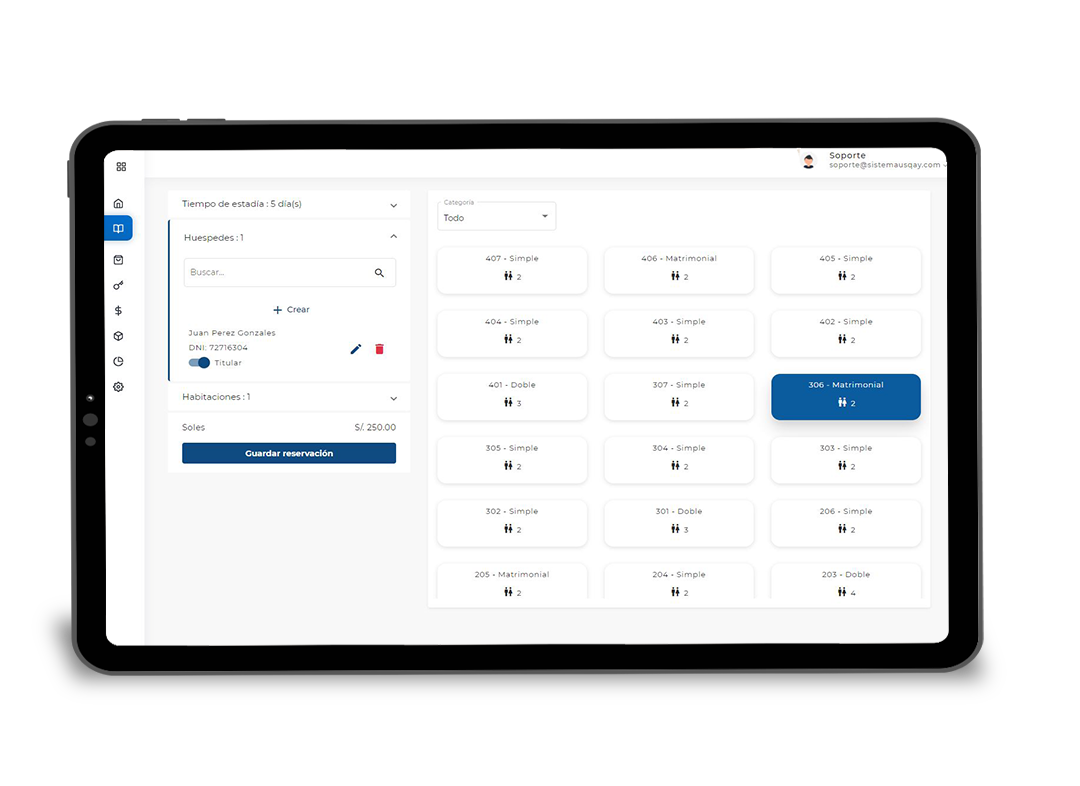 Soporte
soporte@sistemausqay.com
Tiempo de estadía : 5 día(s)
Huespedes : 1
Buscar...
+ Crear
Juan Perez Gonzales
DNI: 72716304
Titular
Habitaciones : 1
Soles S/. 250.00
Guardar reservación
Categoría
Todo
407 - Simple
2
406 - Matrimonial
2
405 - Simple
2
404 - Simple
2
403 - Simple
2
402 - Simple
2
401 - Doble
3
307 - Simple
2
306 - Matrimonial
2
305 - Simple
2
304 - Simple
2
303 - Simple
2
302 - Simple
2
301 - Doble
3
206 - Simple
2
205 - Matrimonial
2
204 - Simple
2
203 - Doble
4